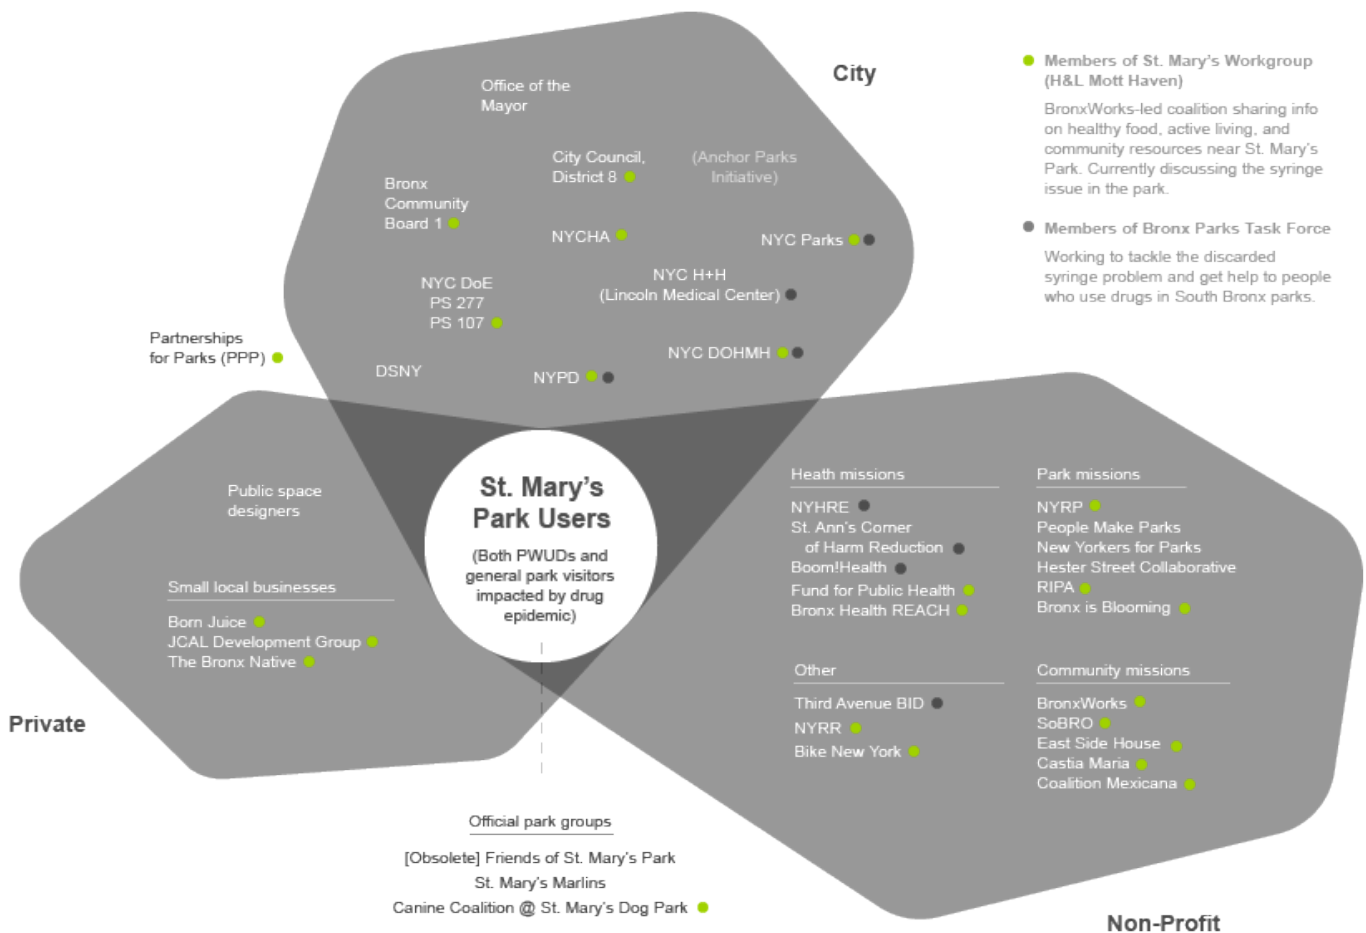 City
Office of the
Mayor
City Council,
District 8
(Anchor Parks
Initiative)
Bronx
Community
Board 1
NYCHA
NYC Parks
NYC H+H
(Lincoln Medical Center)
NYC DoE
PS 277
PS 107
NYC DOHMH
DSNY
NYPD
Members of St. Mary's Workgroup
(H&L Mott Haven)
BronxWorks-led coalition sharing info
on healthy food, active living, and
community resources near St. Mary's
Park. Currently discussing the syringe
issue in the park.
Members of Bronx Parks Task Force
Working to tackle the discarded
syringe problem and get help to people
who use drugs in South Bronx parks.
Partnerships
for Parks (PPP)
Public space
designers
Small local businesses
Born Juice
JCAL Development Group
The Bronx Native
Private
St. Mary's
Park Users
(Both PWUDs and
general park visitors
impacted by drug
epidemic)
Heath missions
NYHRE
St. Ann's Corner
of Harm Reduction
Boom!Health
Fund for Public Health
Bronx Health REACH
Park missions
NYRP
People Make Parks
New Yorkers for Parks
Hester Street Collaborative
RIPA
Bronx is Blooming
Other
Third Avenue BID
NYRR
Bike New York
Community missions
BronxWorks
SoBRO
East Side House
Castia Maria
Coalition Mexicana
Non-Profit
Official park groups
[Obsolete] Friends of St. Mary's Park
St. Mary's Marlins
Canine Coalition @ St. Mary's Dog Park